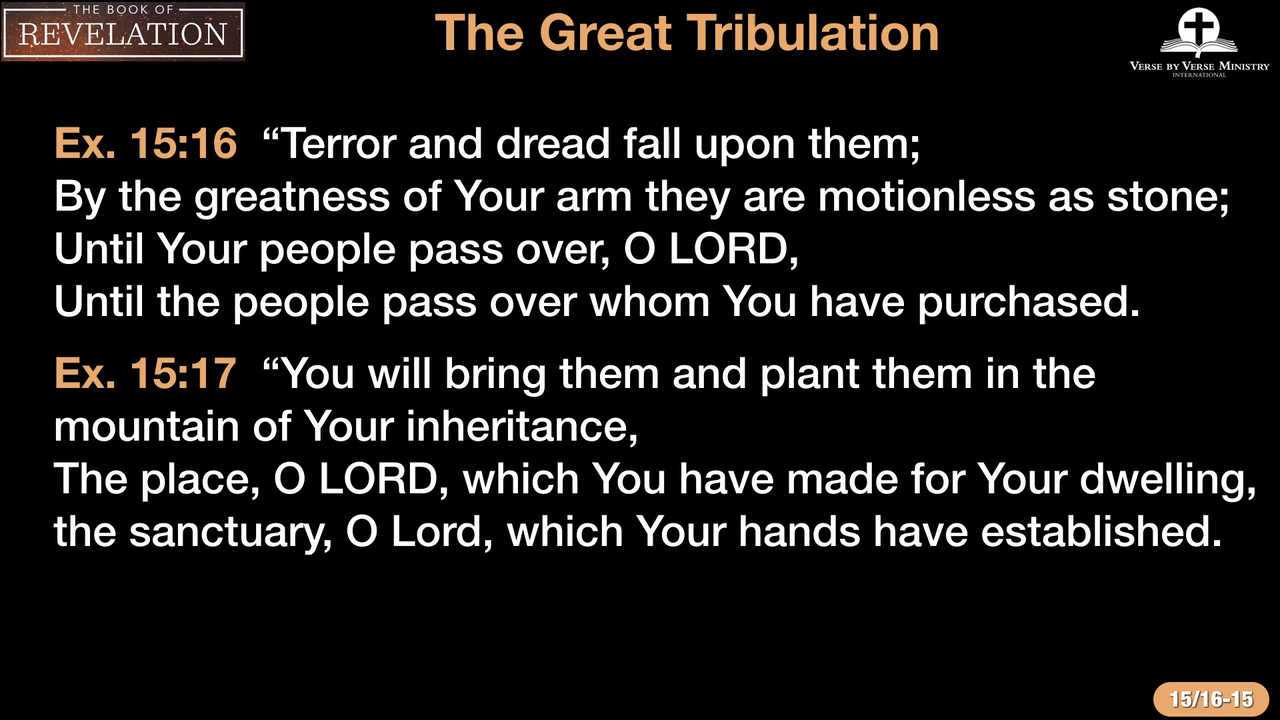 THE BOOK OF
REVELATION
The Great Tribulation
VERSE BY VERSE MINISTRY
INTERNATIONAL
Ex. 15:16 “Terror and dread fall upon them;
By the greatness of Your arm they are motionless as stone;
Until Your people pass over, O LORD,
Until the people pass over whom You have purchased.
Ex. 15:17 “You will bring them and plant them in the
mountain of Your inheritance,
The place, O LORD, which You have made for Your dwelling,
the sanctuary, O Lord, which Your hands have established.
15/16-15